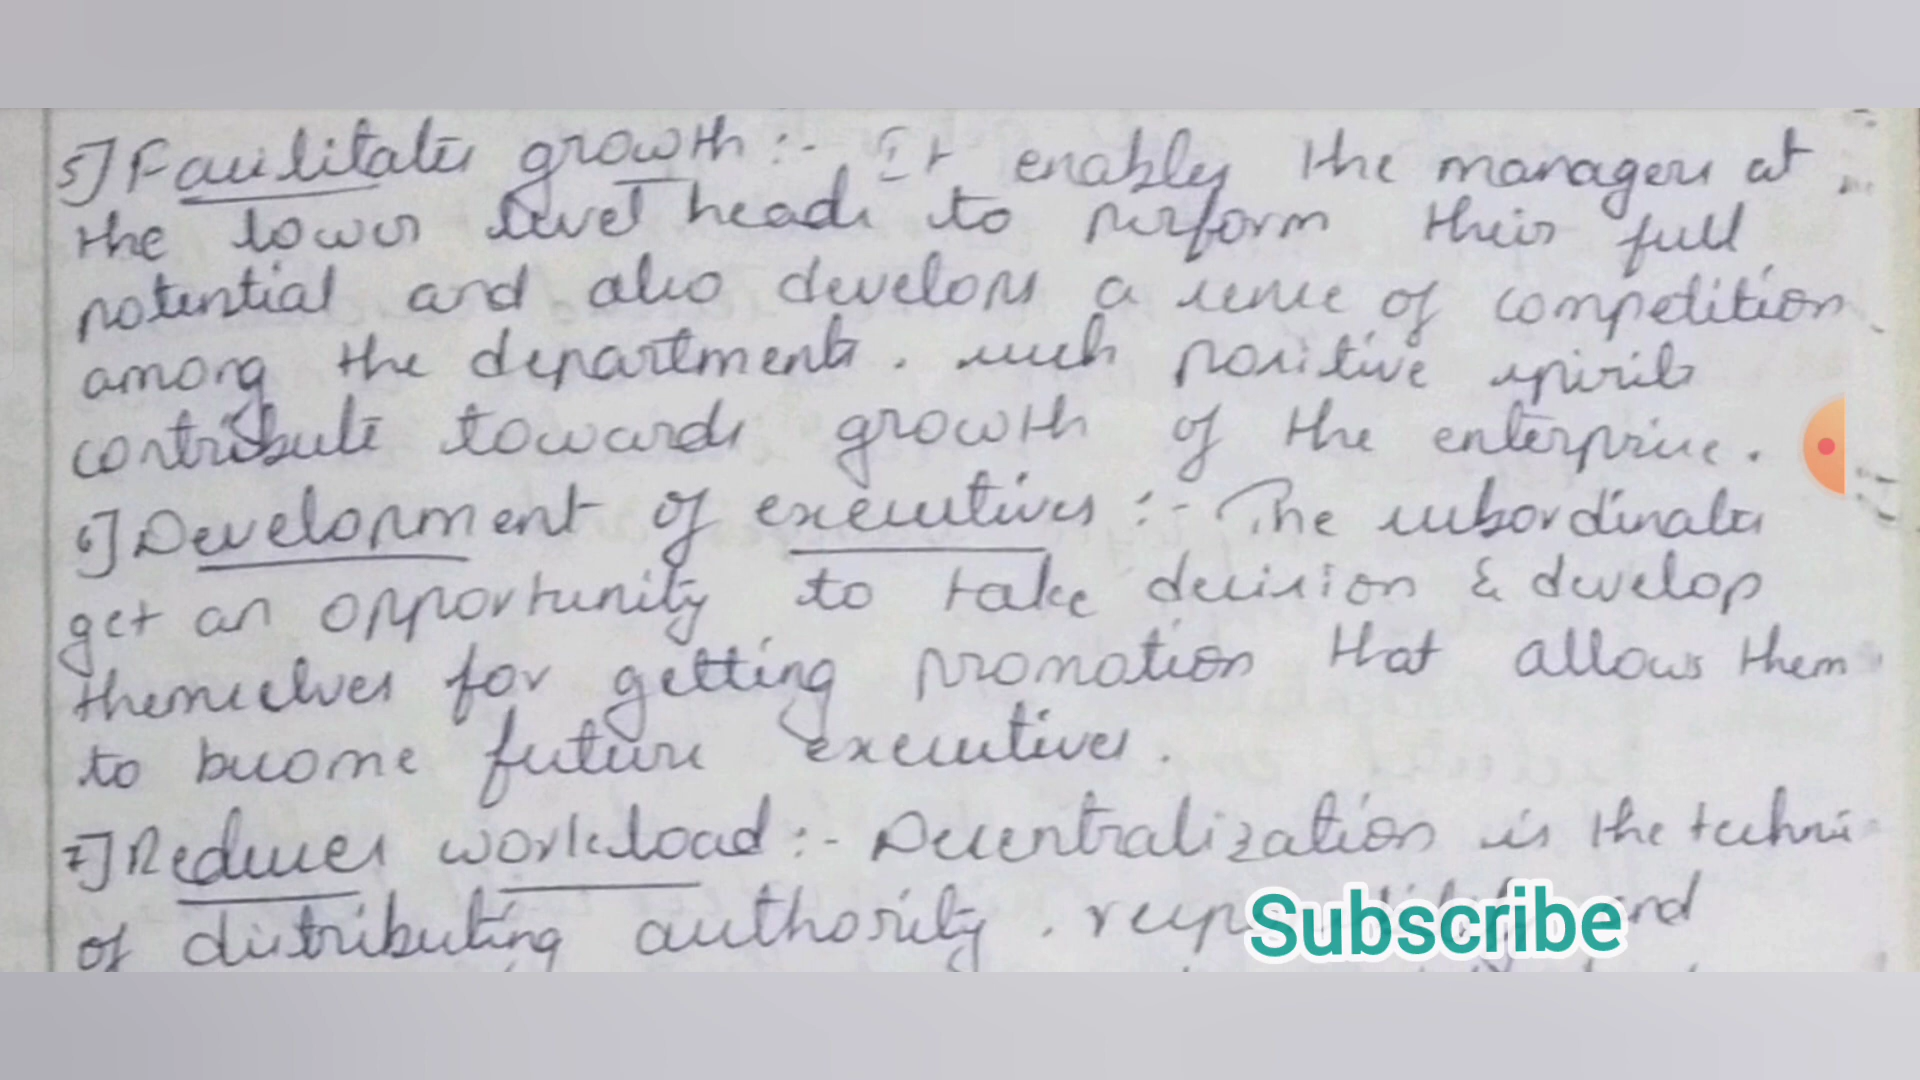 5] Facilitates growth :- It enables the managers at
the lower level heads to perform their full
potential and also develops a sense of competition
among the departments. such positive spirits
contribute towards growth of the enterprise.
6] Development of executives :- The subordinates
get an opportunity to take decision & develop
themselves for getting promotion that allows them
to become future executives.
7] Reduces workload :- Decentralization is the techni
of distributing authority. and
Subscribe